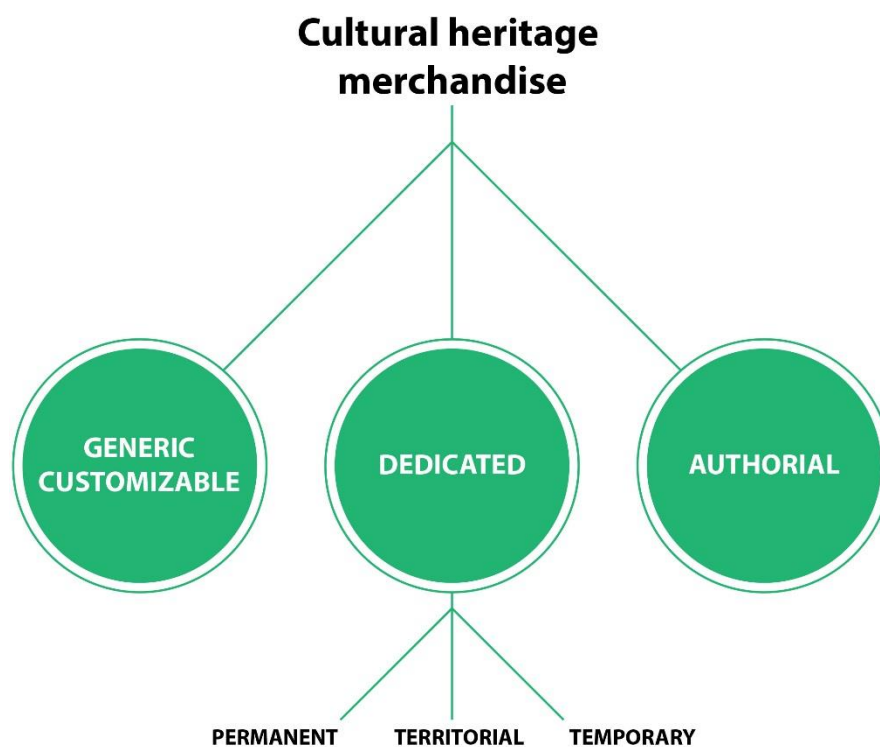 Cultural heritage
merchandise
GENERIC
CUSTOMIZABLE
DEDICATED
AUTHORIAL
PERMANENT
TERRITORIAL
TEMPORARY